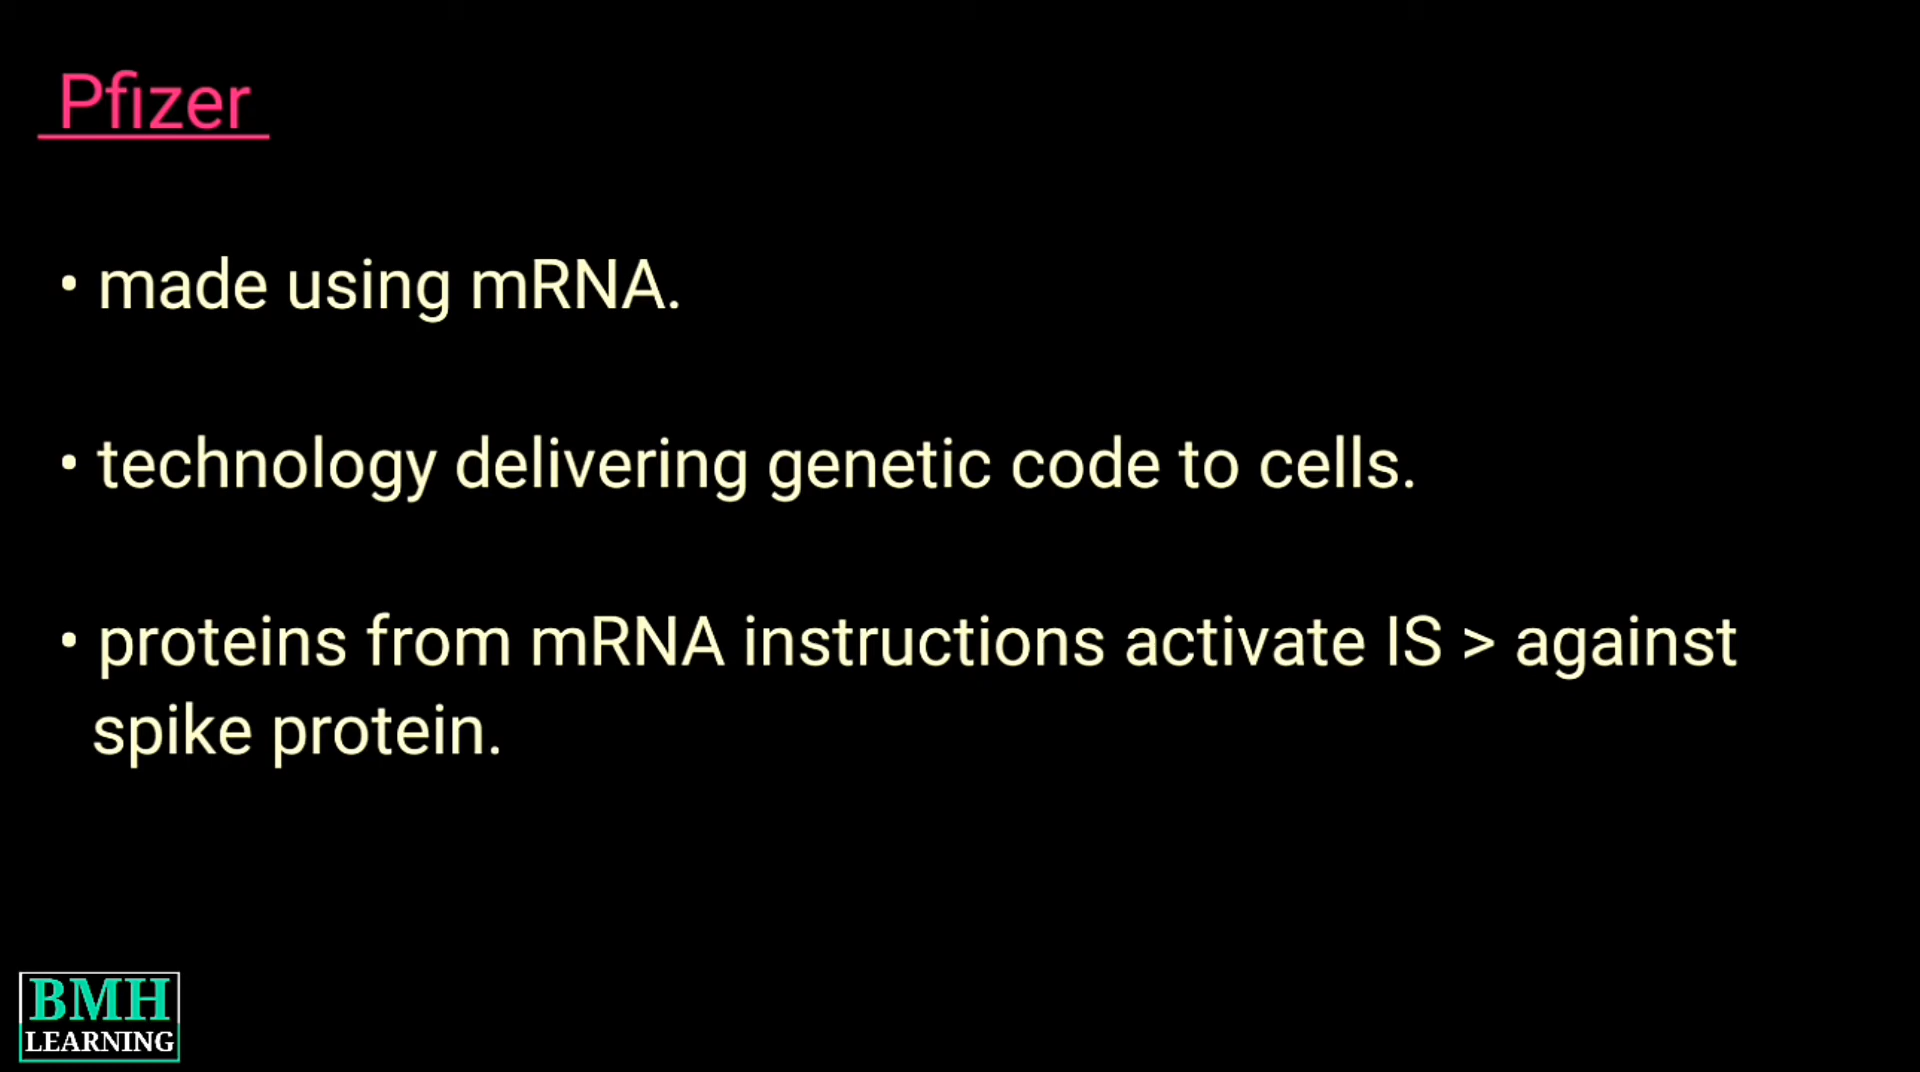 Pfizer
• made using mRNA.
• technology delivering genetic code to cells.
• proteins from mRNA instructions activate IS > against
spike protein.
BMH
LEARNING